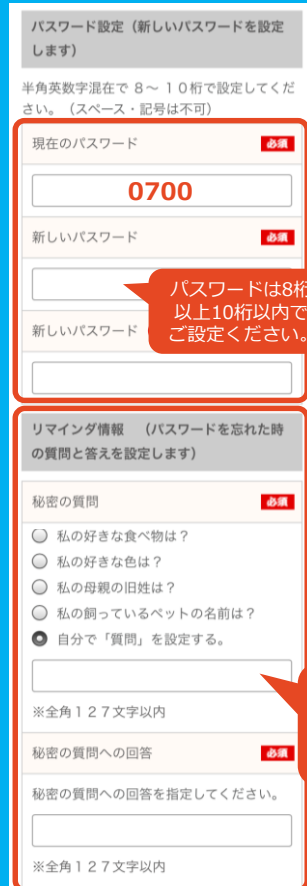 パスワード設定（新しいパスワードを設定
します）
半角英数字混在で８～１０桁で設定してくだ
さい。（スペース・記号は不可）
現在のパスワード
必須
0700
新しいパスワード
必須
パスワードは8桁
以上10桁以内で
ご設定ください。
新しいパスワード
リマインダ情報　（パスワードを忘れた時
の質問と答えを設定します）
秘密の質問
必須
私の好きな食べ物は？
私の好きな色は？
私の母親の旧姓は？
私の飼っているペットの名前は？
自分で「質問」を設定する。
※全角１２７文字以内
秘密の質問への回答
必須
秘密の質問への回答を指定してください。
※全角１２７文字以内